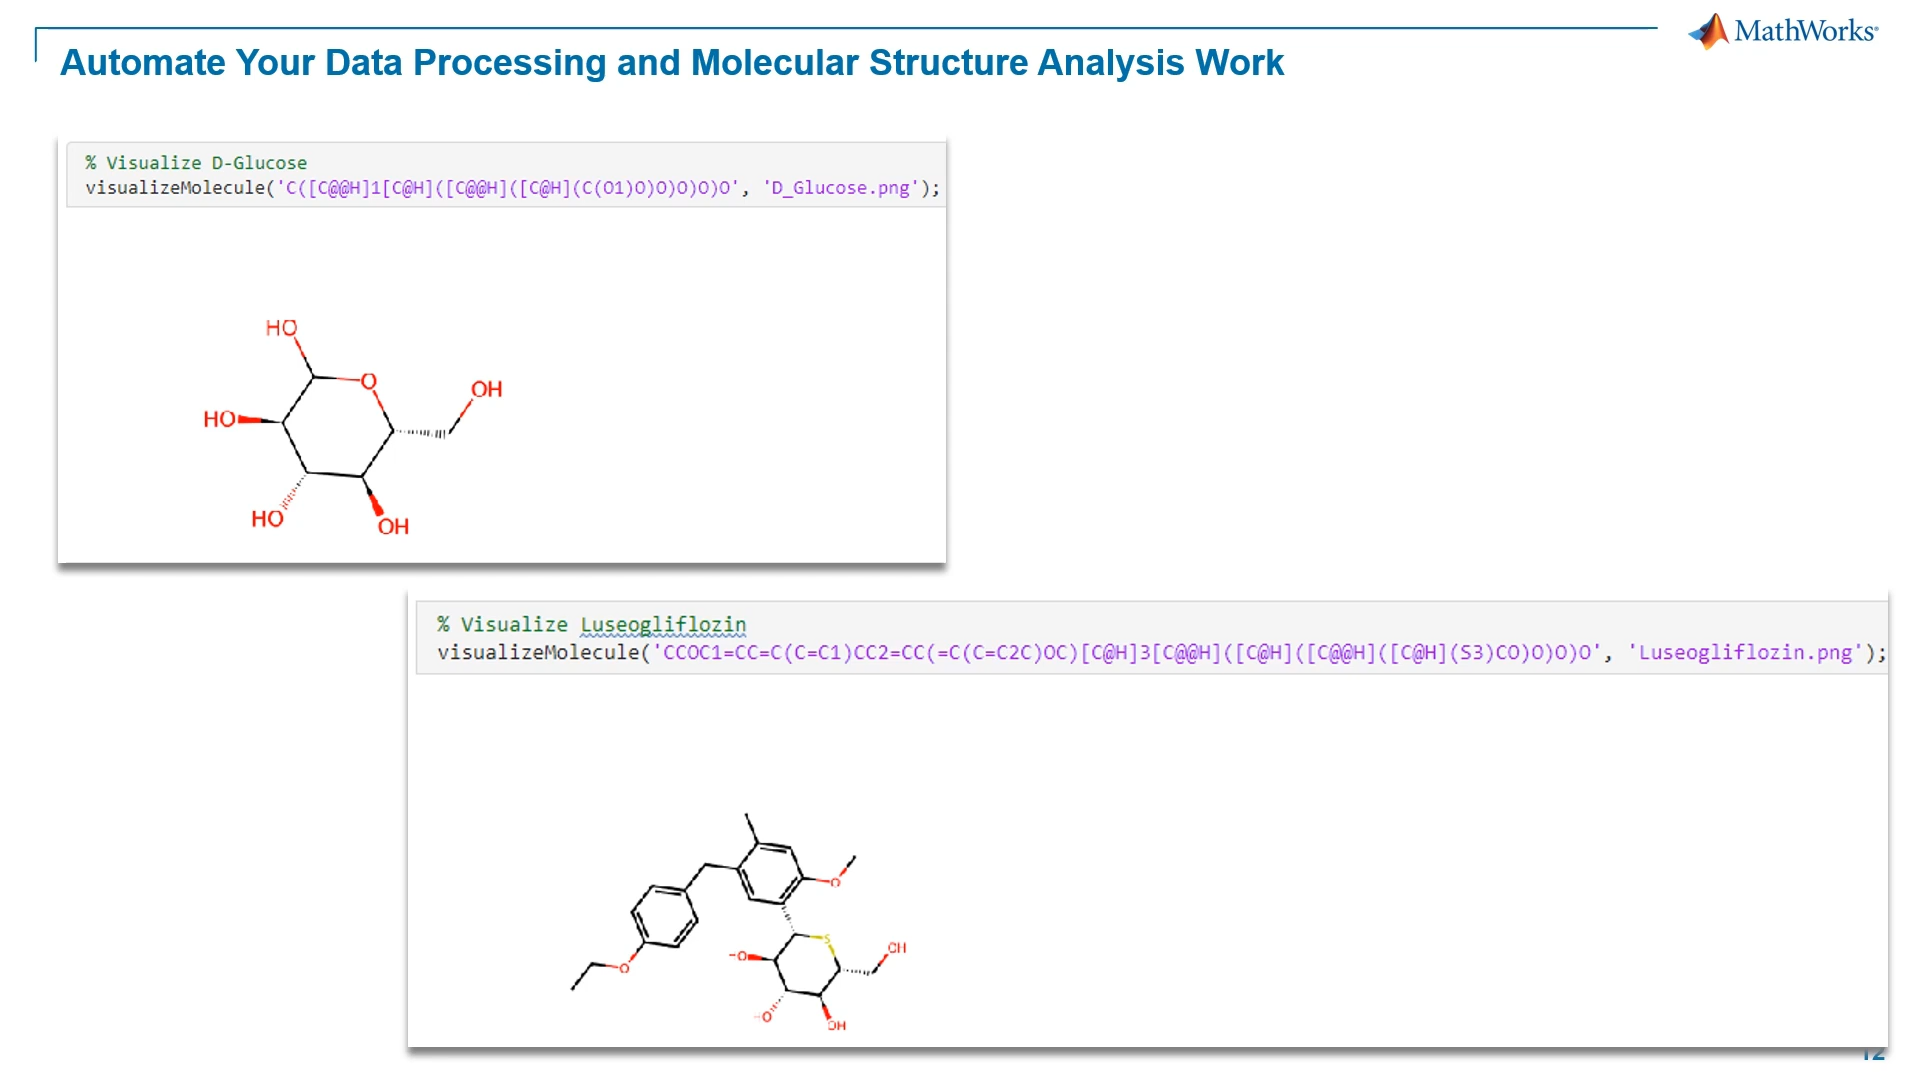 MathWorks®
Automate Your Data Processing and Molecular Structure Analysis Work
% Visualize D-Glucose
visualizeMolecule('C([C@@H]1[C@H]([C@@H]([C@H](C(O1)O)O)O)O)O', 'D_Glucose.png');
HO
O
OH
HO
HO
OH
% Visualize Luseogliflozin
visualizeMolecule('CCOC1=CC=C(C=C1)CC2=CC(=C(C=C2C)OC)[C@H]3[C@@H]([C@H]([C@@H]([C@H](S3)CO)O)O)O', 'Luseogliflozin.png');
O
S
OH
O
O
O
OH
12